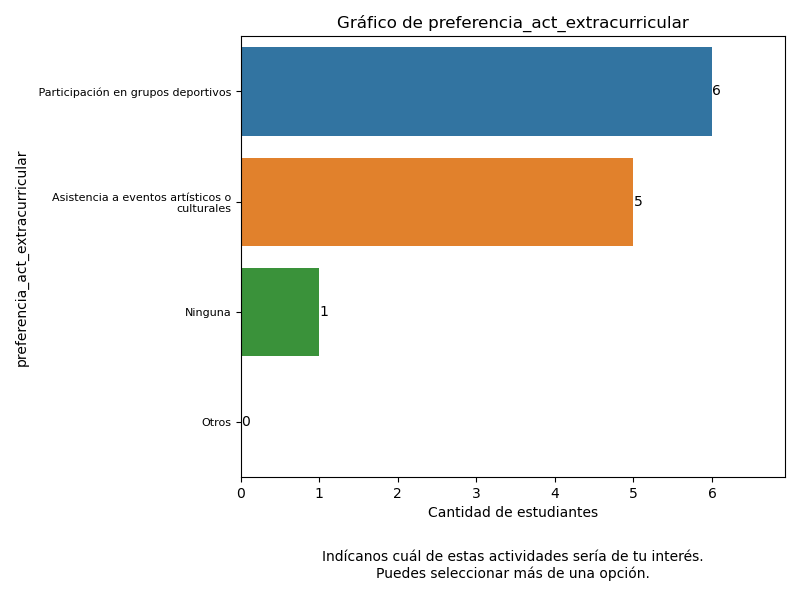 Gráfico de preferencia_act_extracurricular
preferencia_act_extracurricular
Participación en grupos deportivos
6
Asistencia a eventos artísticos o
culturales
5
Ninguna
1
Otros
0
0 1 2 3 4 5 6
Cantidad de estudiantes
Indícanos cuál de estas actividades sería de tu interés.
Puedes seleccionar más de una opción.